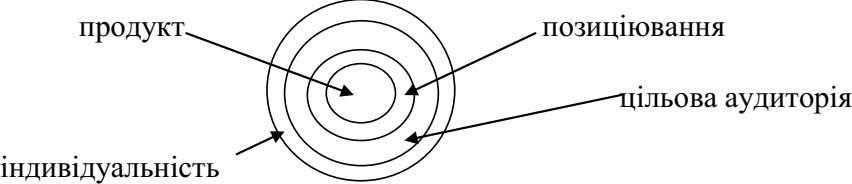 продукт
позиціювання
цільова аудиторія
індивідуальність